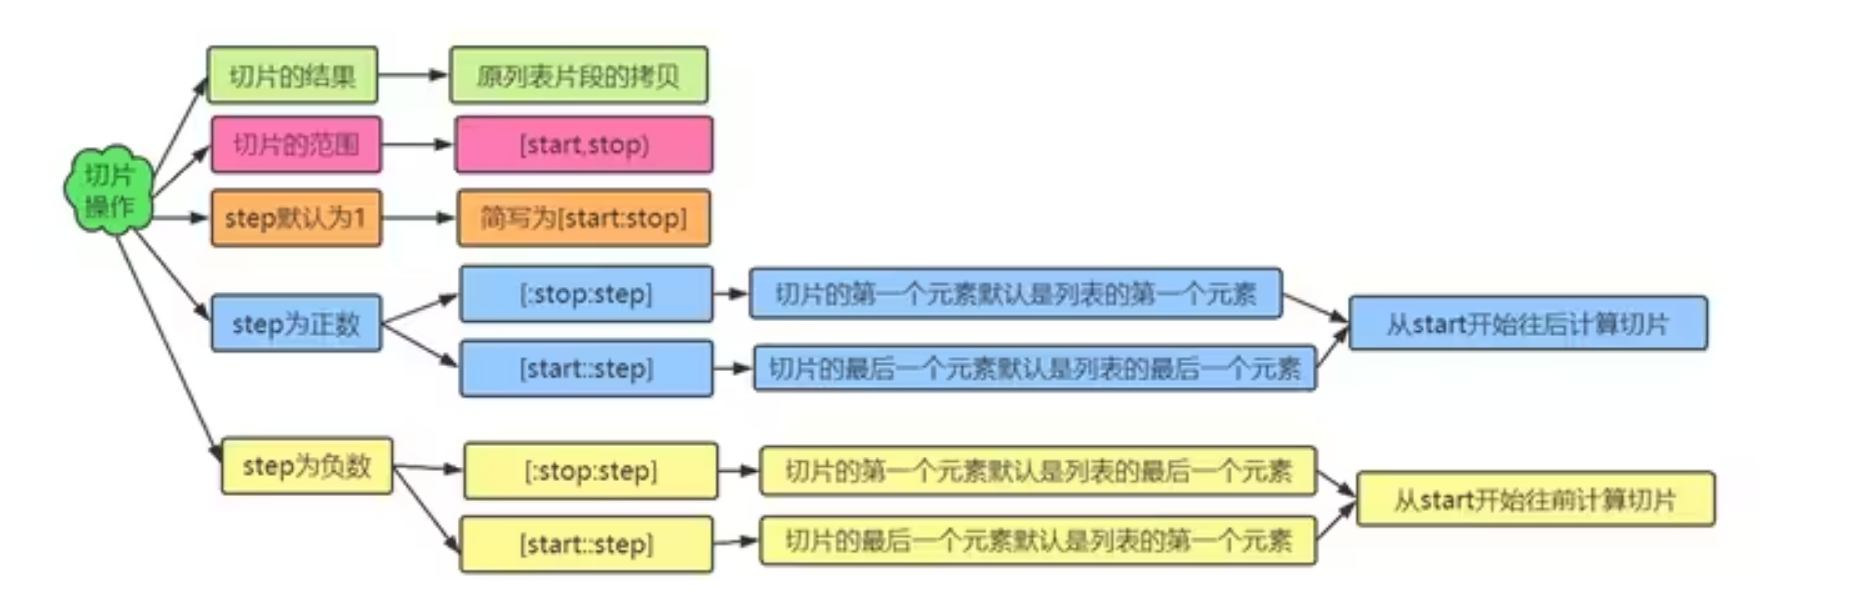 切片
操作
切片的结果
原列表片段的拷贝
切片的范围
[start,stop)
step默认为1
简写为[start:stop]
step为正数
[:stop:step]
切片的第一个元素默认是列表的第一个元素
[start::step]
切片的最后一个元素默认是列表的最后一个元素
从start开始往后计算切片
step为负数
[:stop:step]
切片的第一个元素默认是列表的最后一个元素
[start::step]
切片的最后一个元素默认是列表的第一个元素
从start开始往前计算切片